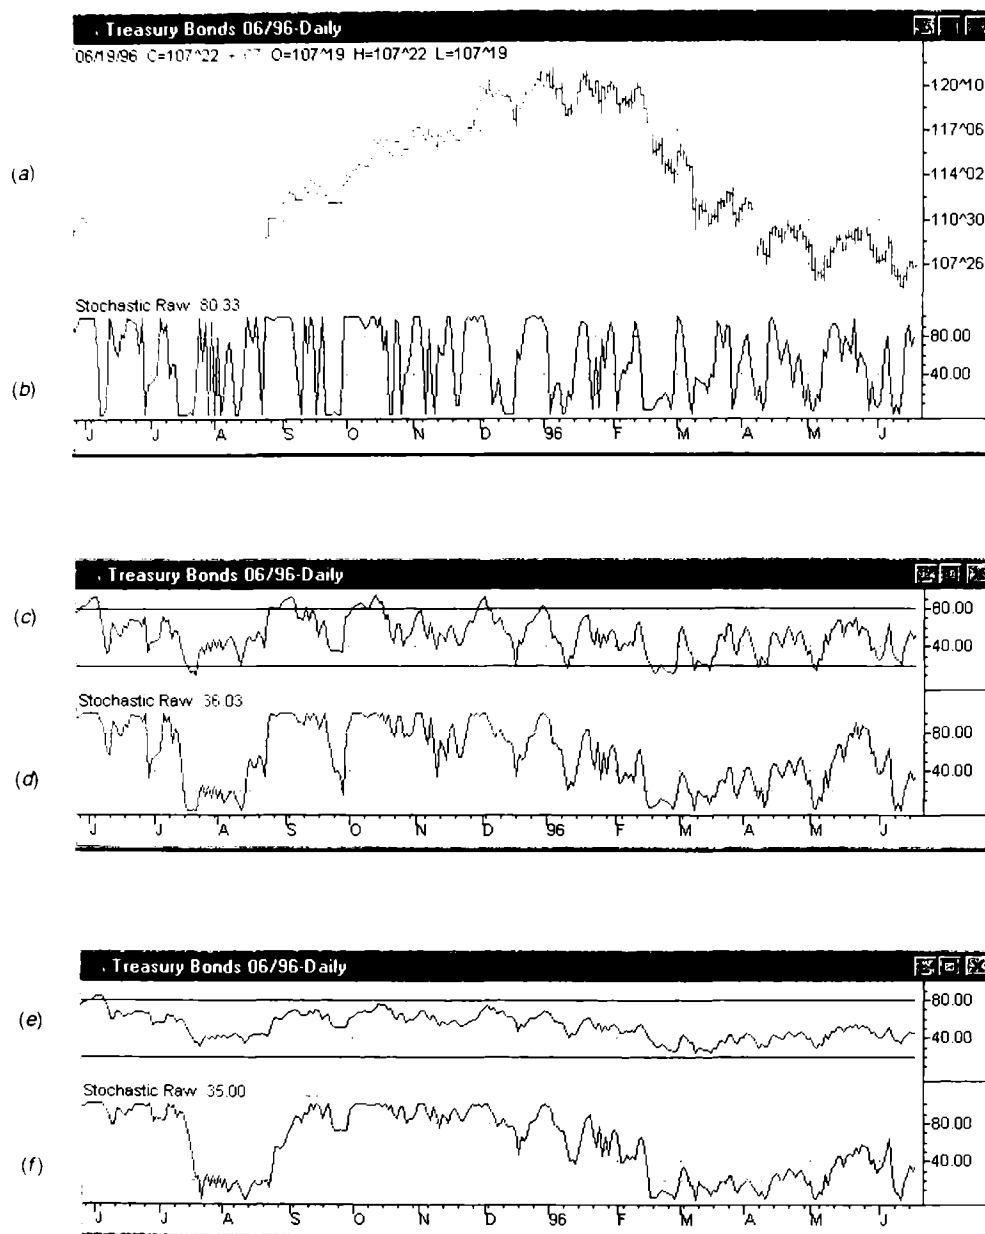 Treasury Bonds 06/96-Daily
06/19/96 C=107^22 O=107^19 H=107^22 L=107^19
120^10
117^06
(a)
114^02
110^30
107^26
Stochastic Raw 80.33
80.00
(b)
40.00
J J A S O N D 96 F M A M J
Treasury Bonds 06/96-Daily
(c)
80.00
40.00
Stochastic Raw 36.03
80.00
(d)
40.00
J J A S O N D 96 F M A M J
Treasury Bonds 06/96-Daily
(e)
80.00
40.00
Stochastic Raw 35.00
80.00
(f)
40.00
J J A S O N D 96 F M A M J